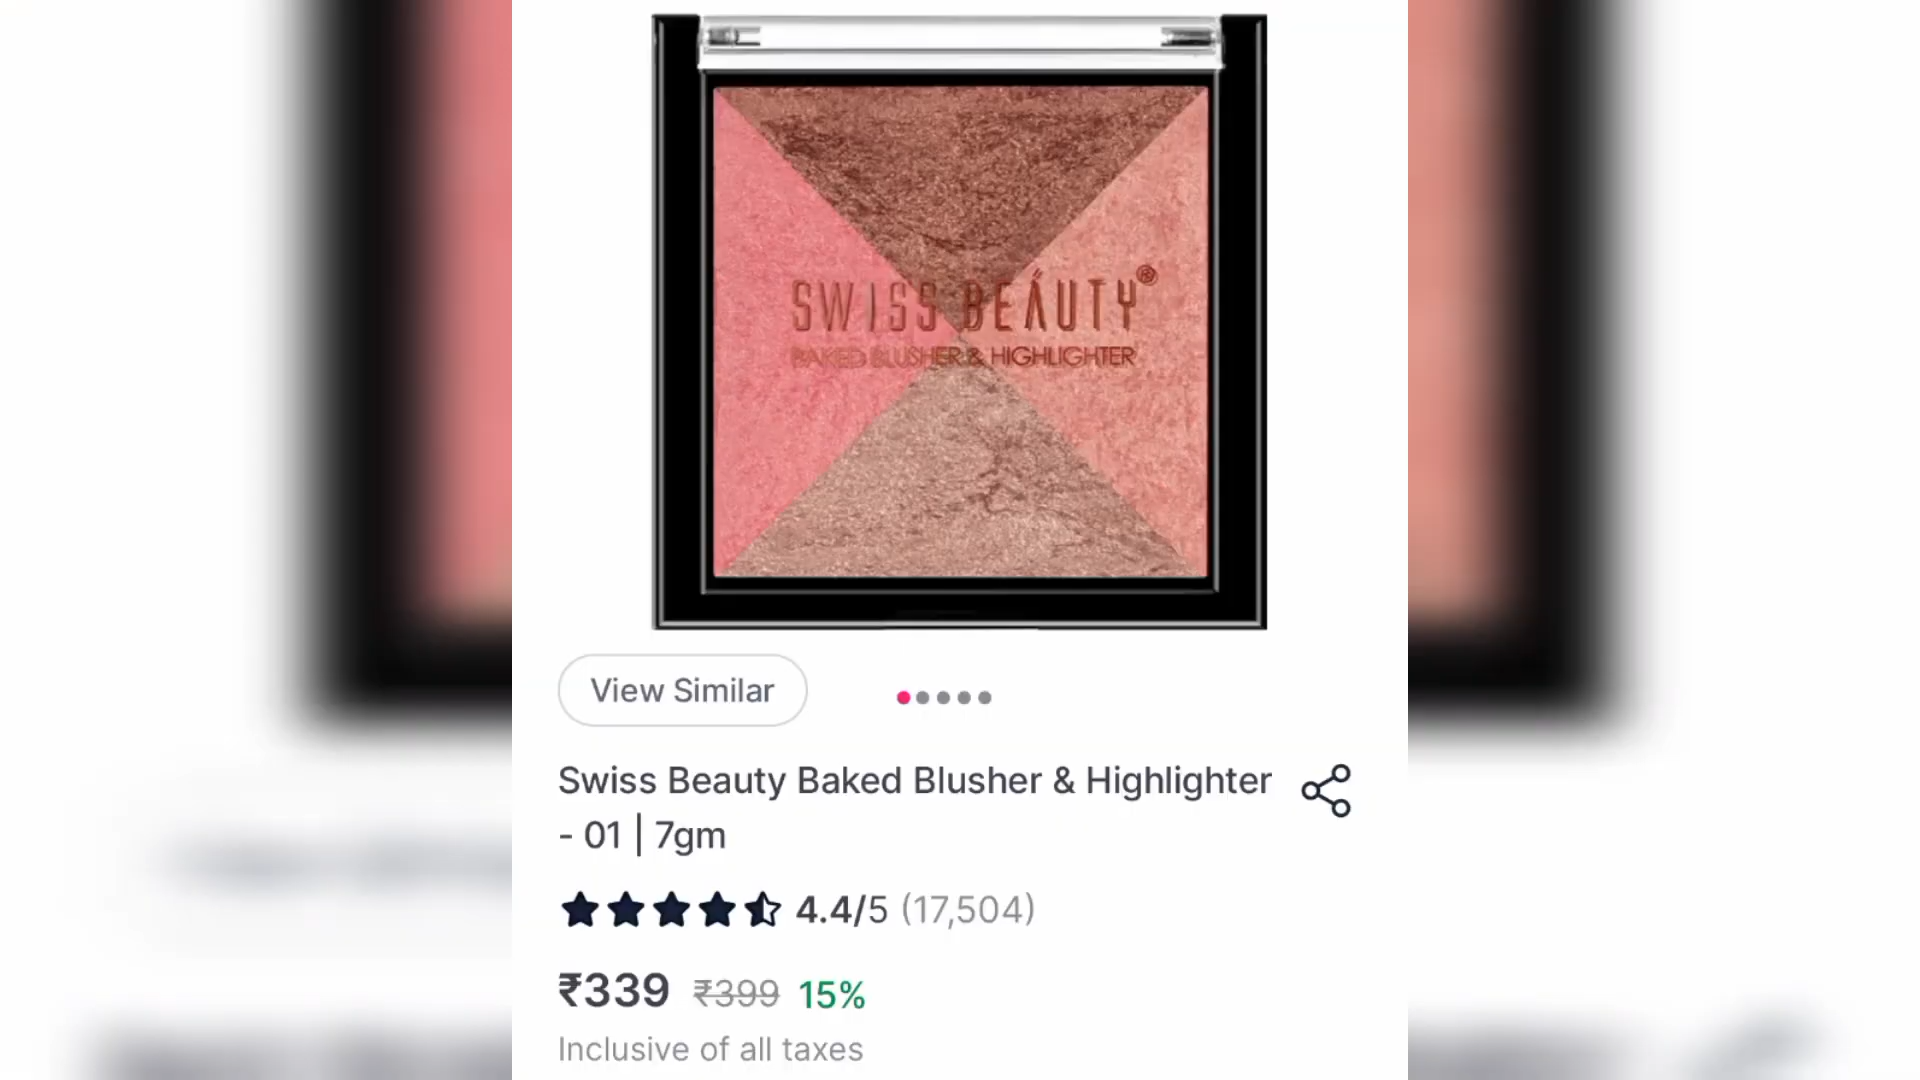 SWISS BEAUTY®
BAKED BLUSHER & HIGHLIGHTER
View Similar
Swiss Beauty Baked Blusher & Highlighter
- 01 | 7gm
4.4/5 (17,504)
₹339 ₹399 15%
Inclusive of all taxes